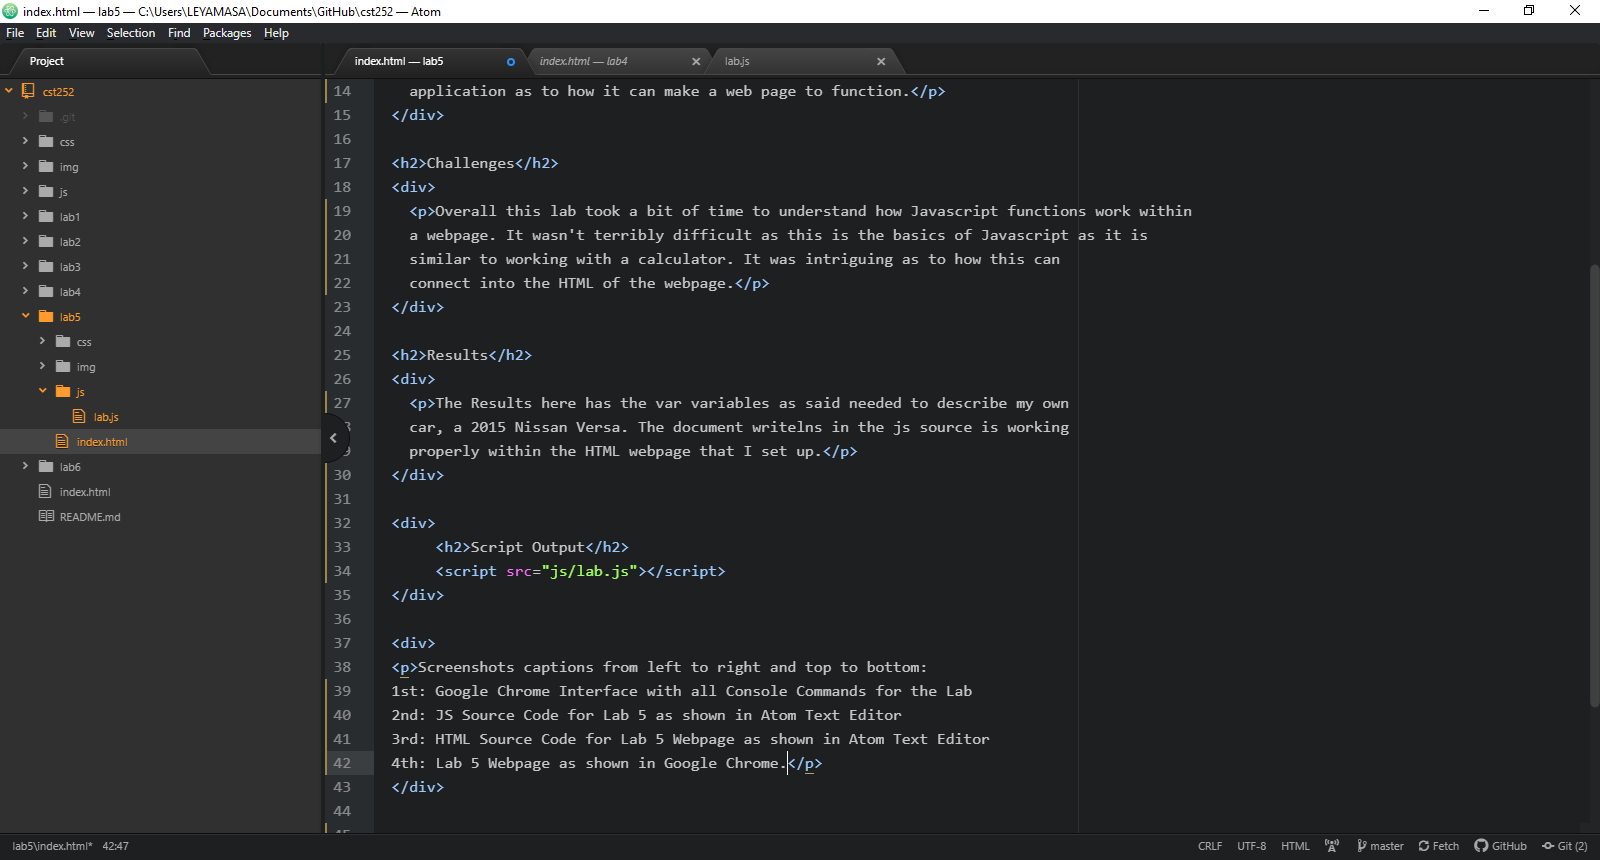 index.html — lab5 — C:\Users\LEYAMASA\Documents\GitHub\cst252 — Atom
File Edit View Selection Find Packages Help
Project
index.html — lab5
index.html — lab4
lab.js
cst252
.git
css
img
js
lab1
lab2
lab3
lab4
lab5
css
img
js
lab.js
index.html
lab6
index.html
README.md
14 application as to how it can make a web page to function.</p>
15 </div>
16
17 <h2>Challenges</h2>
18 <div>
19 <p>Overall this lab took a bit of time to understand how Javascript functions work within
20 a webpage. It wasn't terribly difficult as this is the basics of Javascript as it is
21 similar to working with a calculator. It was intriguing as to how this can
22 connect into the HTML of the webpage.</p>
23 </div>
24
25 <h2>Results</h2>
26 <div>
27 <p>The Results here has the var variables as said needed to describe my own
car, a 2015 Nissan Versa. The document writelns in the js source is working
properly within the HTML webpage that I set up.</p>
30 </div>
31
32 <div>
33 <h2>Script Output</h2>
34 <script src="js/lab.js"></script>
35 </div>
36
37 <div>
38 <p>Screenshots captions from left to right and top to bottom:
39 1st: Google Chrome Interface with all Console Commands for the Lab
40 2nd: JS Source Code for Lab 5 as shown in Atom Text Editor
41 3rd: HTML Source Code for Lab 5 Webpage as shown in Atom Text Editor
42 4th: Lab 5 Webpage as shown in Google Chrome.</p>
43 </div>
44
lab5\index.html* 42:47 CRLF UTF-8 HTML master Fetch GitHub Git (2)